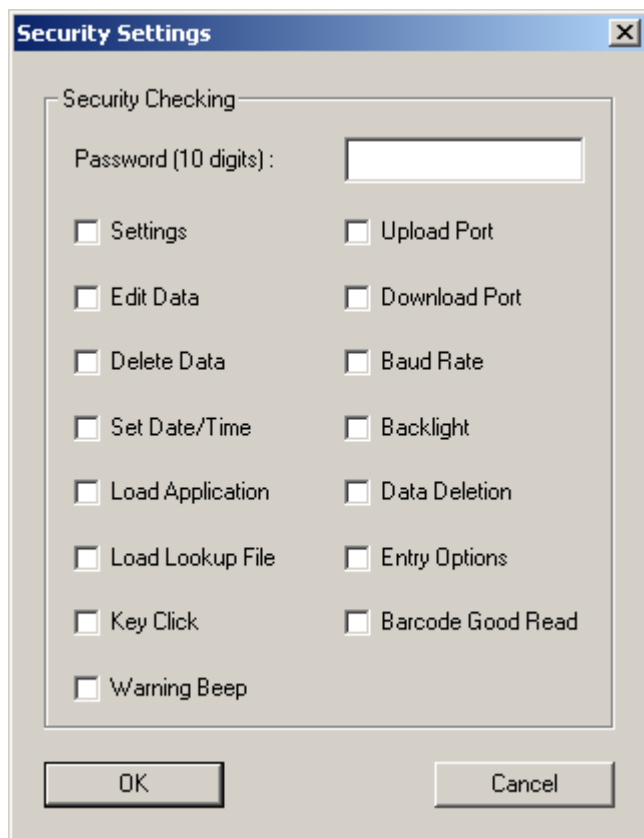 Security Settings
Security Checking
Password (10 digits) :
Settings
Upload Port
Edit Data
Download Port
Delete Data
Baud Rate
Set Date/Time
Backlight
Load Application
Data Deletion
Load Lookup File
Entry Options
Key Click
Barcode Good Read
Warning Beep
OK
Cancel